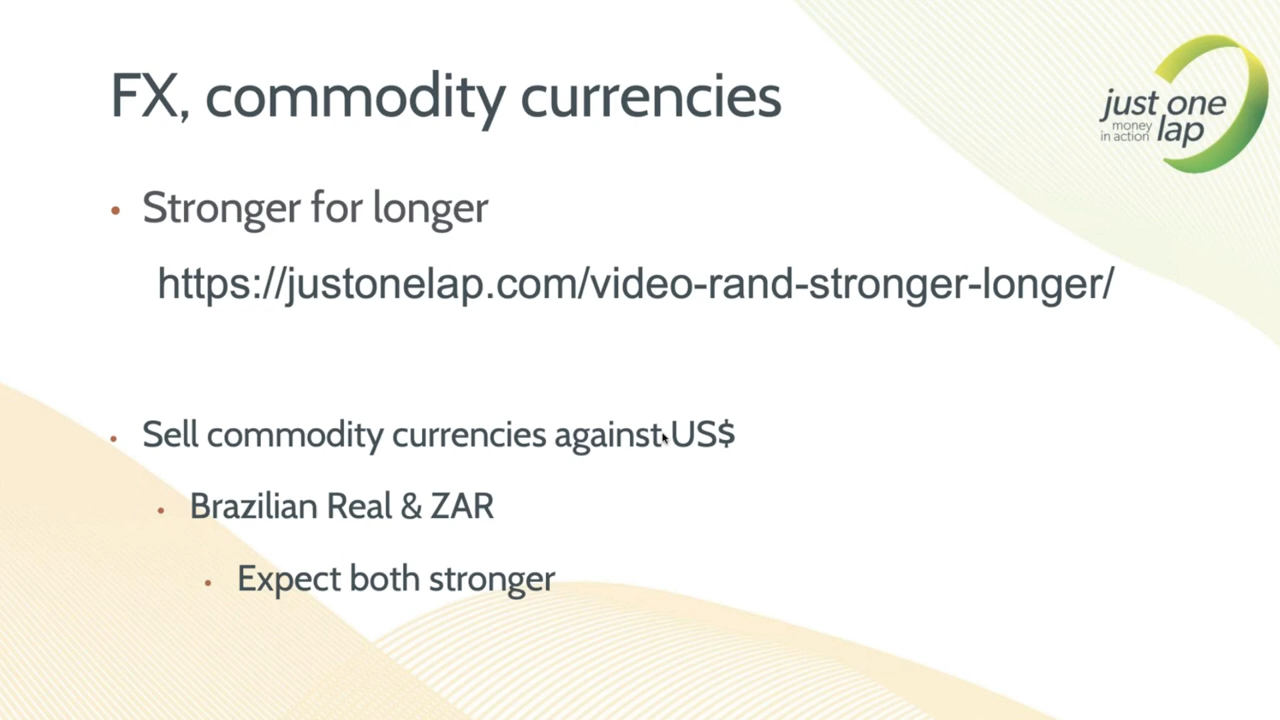 FX, commodity currencies
just one
money
in action
lap
• Stronger for longer
https://justonelap.com/video-rand-stronger-longer/
• Sell commodity currencies against US$
• Brazilian Real & ZAR
• Expect both stronger